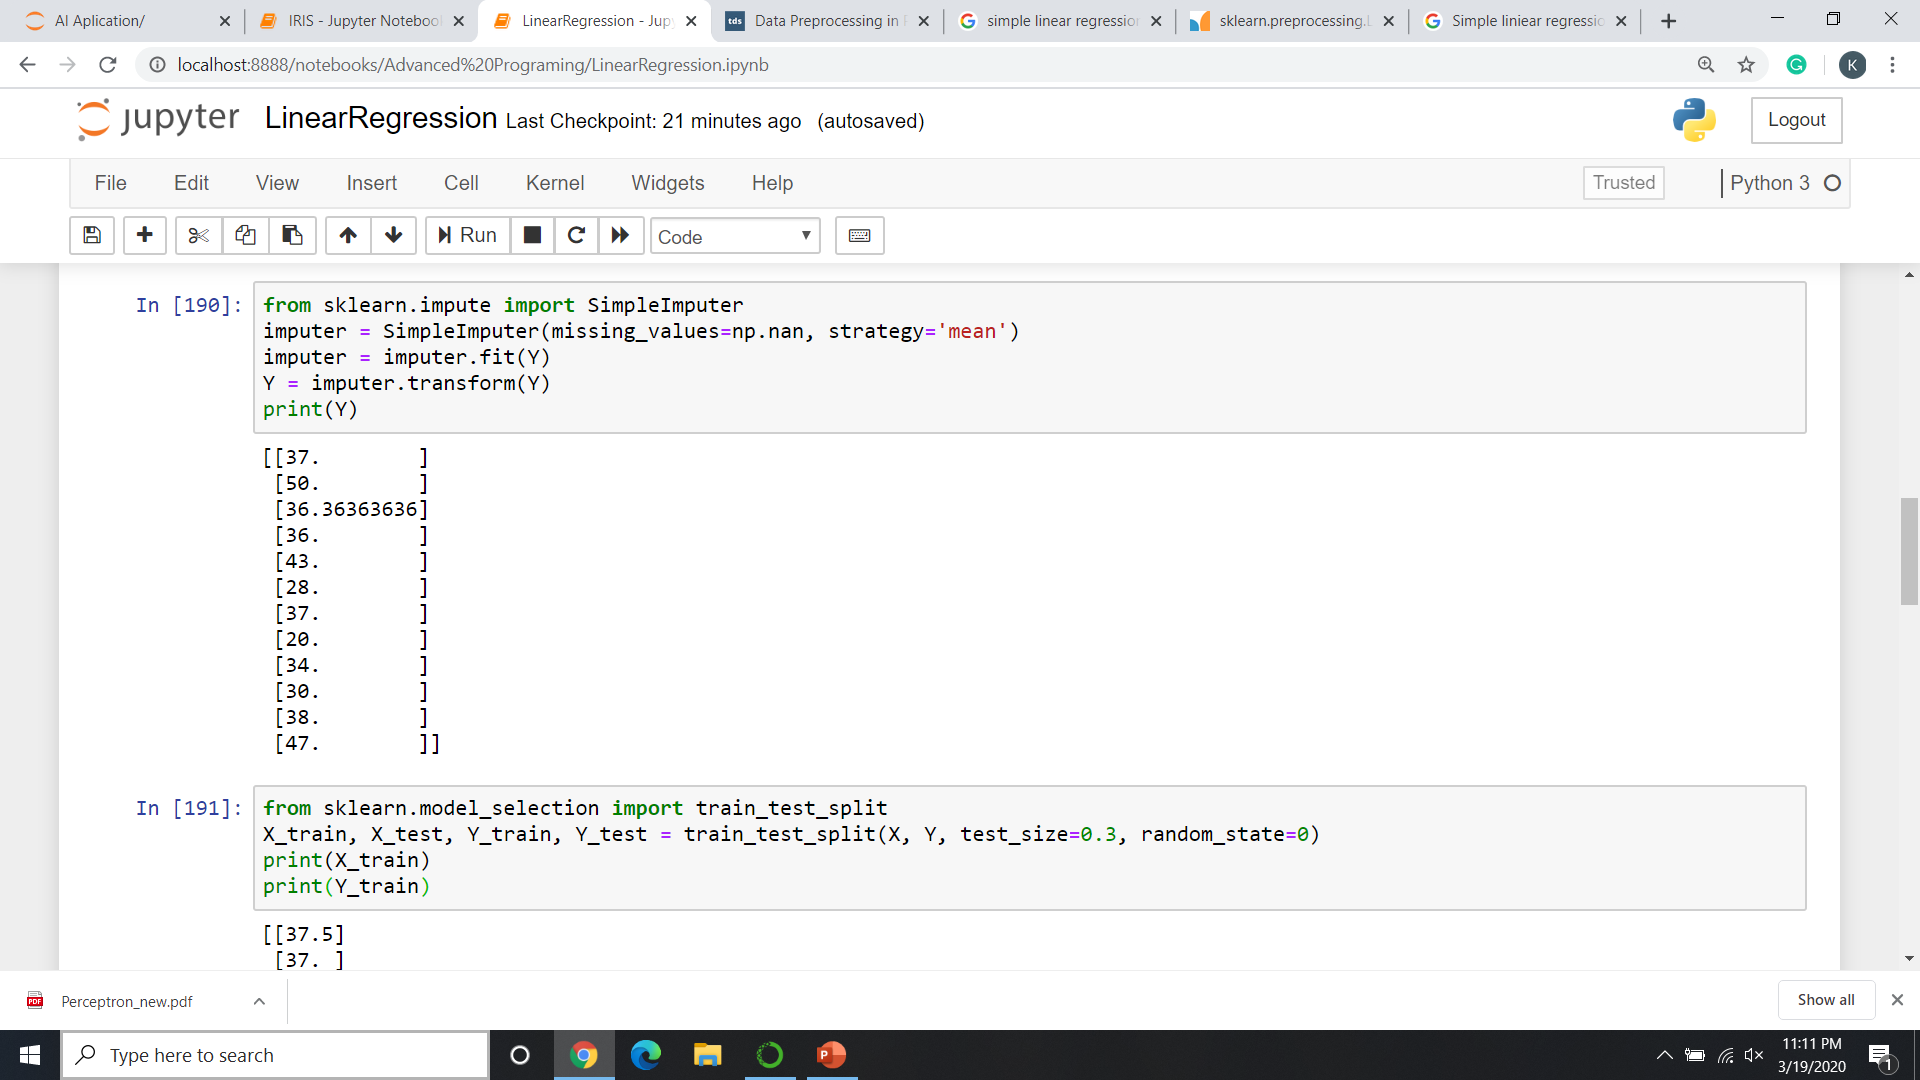 AI Aplication/
IRIS - Jupyter Notebook
LinearRegression - Jup
tds Data Preprocessing in
simple linear regression
sklearn.preprocessing.
Simple liniear regressio
localhost:8888/notebooks/Advanced%20Programing/LinearRegression.ipynb
K
jupyter LinearRegression Last Checkpoint: 21 minutes ago (autosaved)
Logout
File Edit View Insert Cell Kernel Widgets Help
Trusted
Python 3
Run
Code
In [190]:
from sklearn.impute import SimpleImputer
imputer = SimpleImputer(missing_values=np.nan, strategy='mean')
imputer = imputer.fit(Y)
Y = imputer.transform(Y)
print(Y)
[[37.        ]
 [50.        ]
 [36.36363636]
 [36.        ]
 [43.        ]
 [28.        ]
 [37.        ]
 [20.        ]
 [34.        ]
 [30.        ]
 [38.        ]
 [47.        ]]
In [191]:
from sklearn.model_selection import train_test_split
X_train, X_test, Y_train, Y_test = train_test_split(X, Y, test_size=0.3, random_state=0)
print(X_train)
print(Y_train)
[[37.5]
 [37. ]
PDF Perceptron_new.pdf
Show all
Type here to search
P
11:11 PM
3/19/2020
1